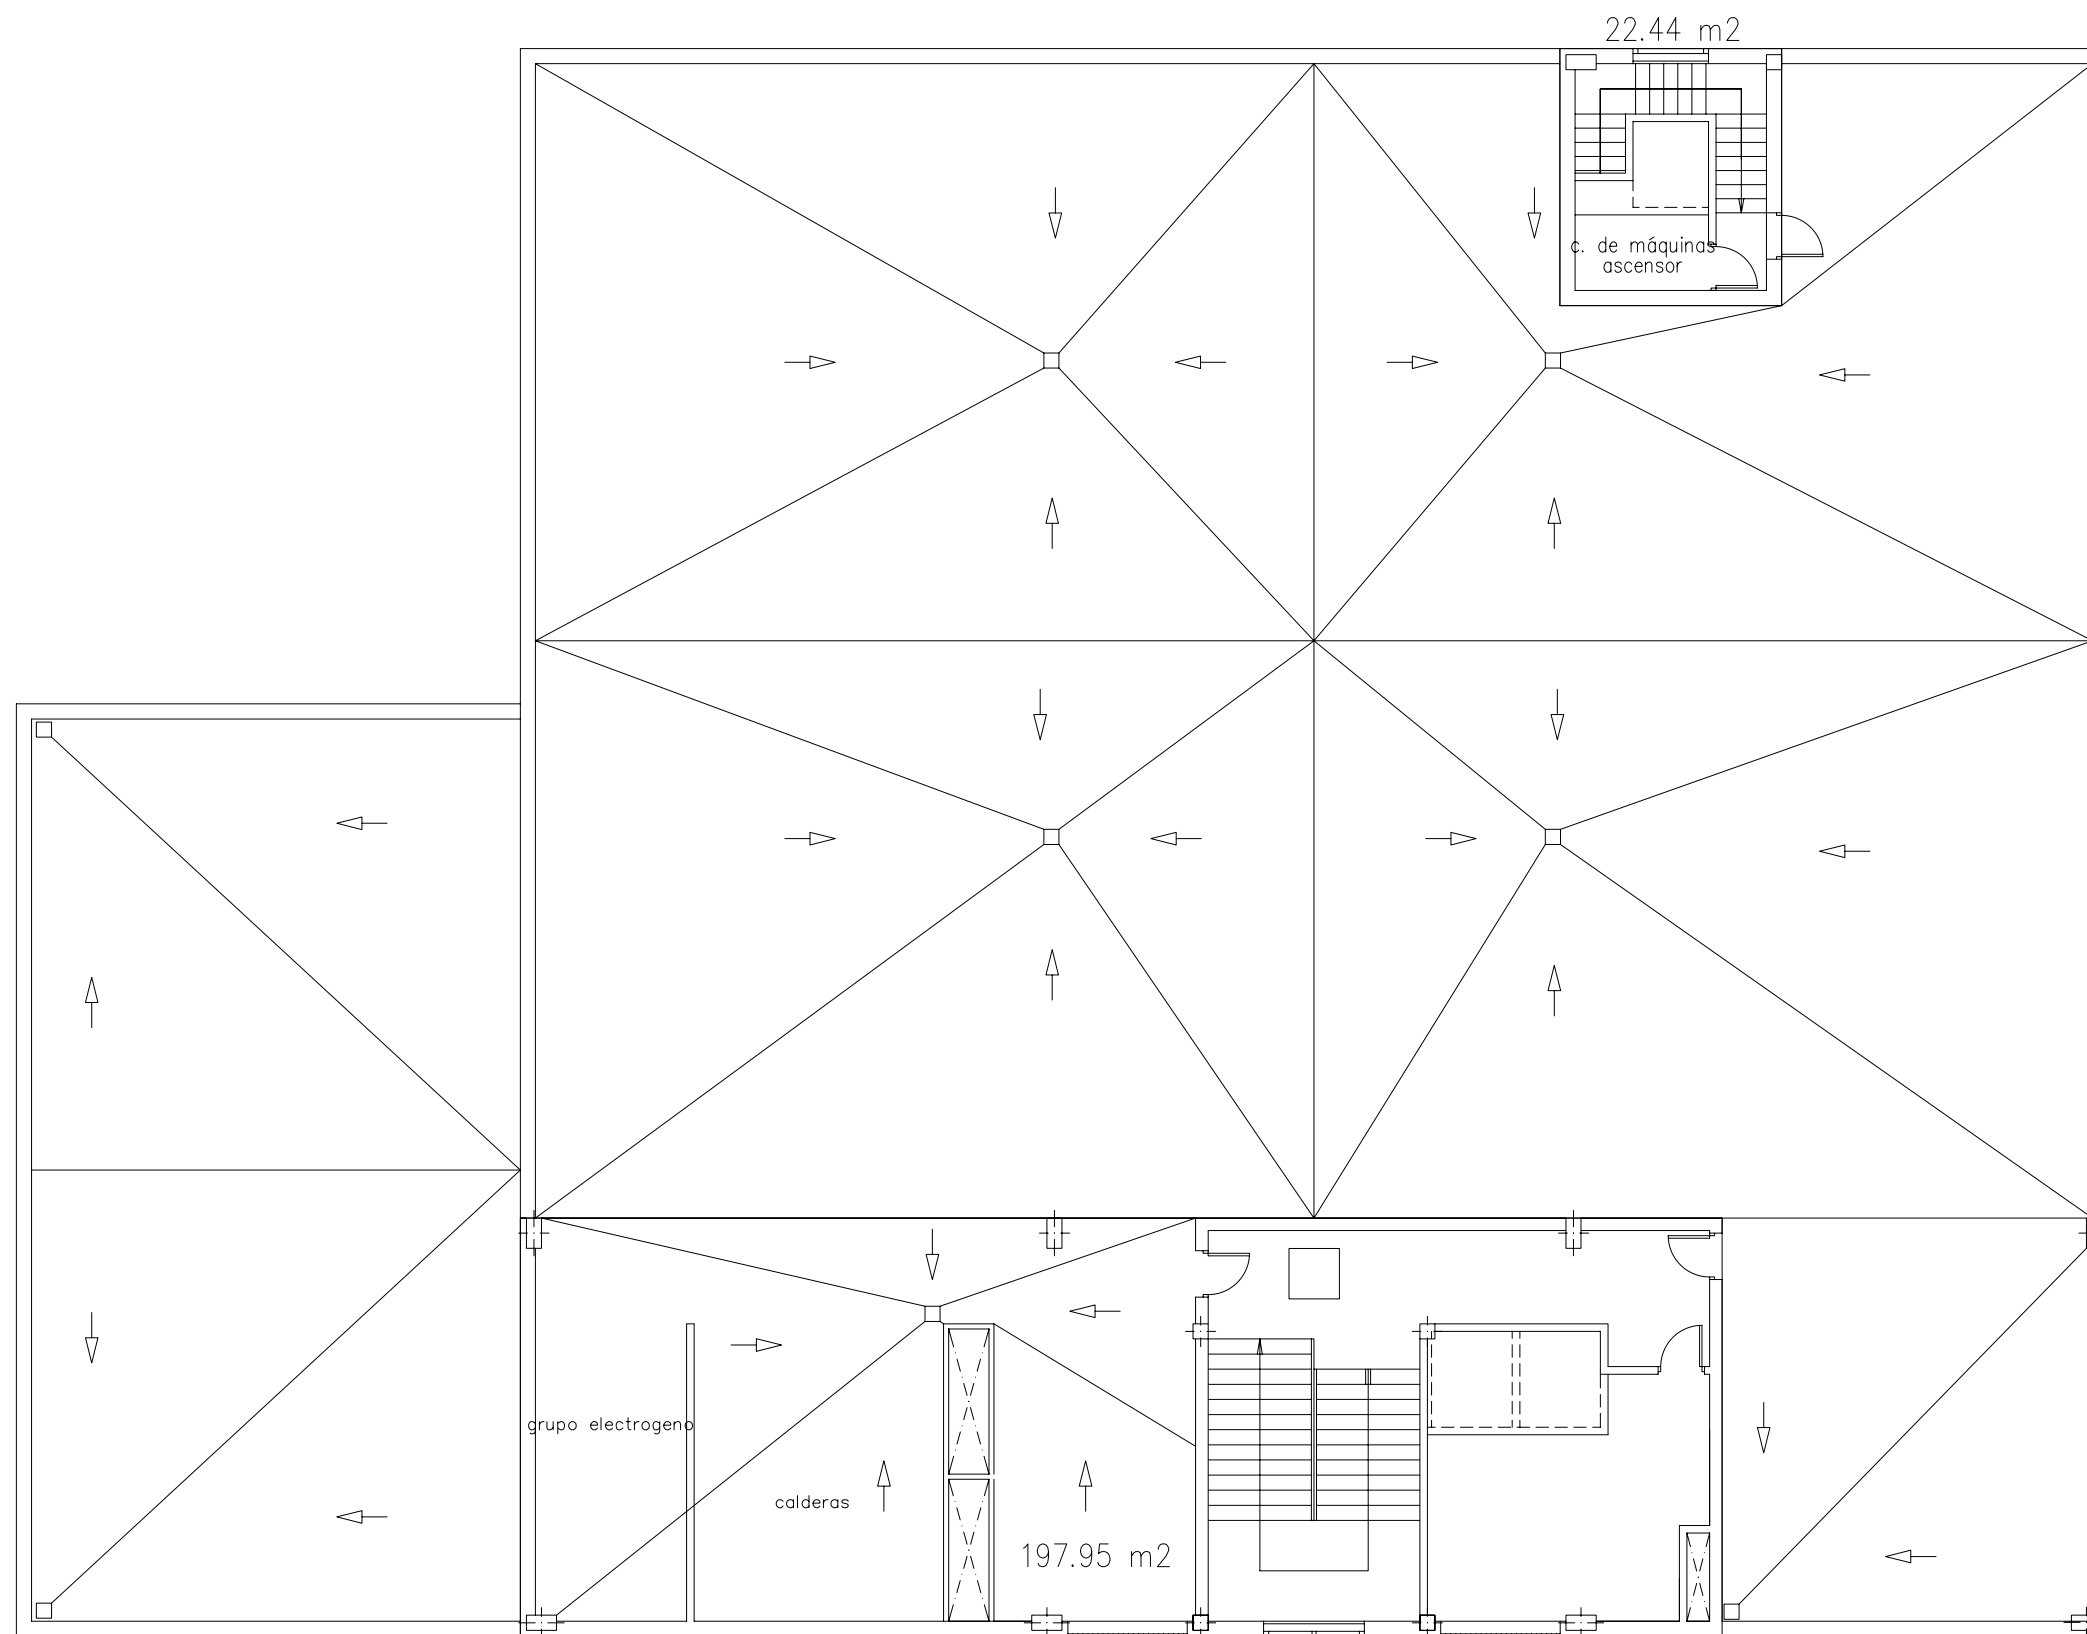 22.44 m2
c. de máquinas
ascensor
grupo electrogeno
calderas
197.95 m2